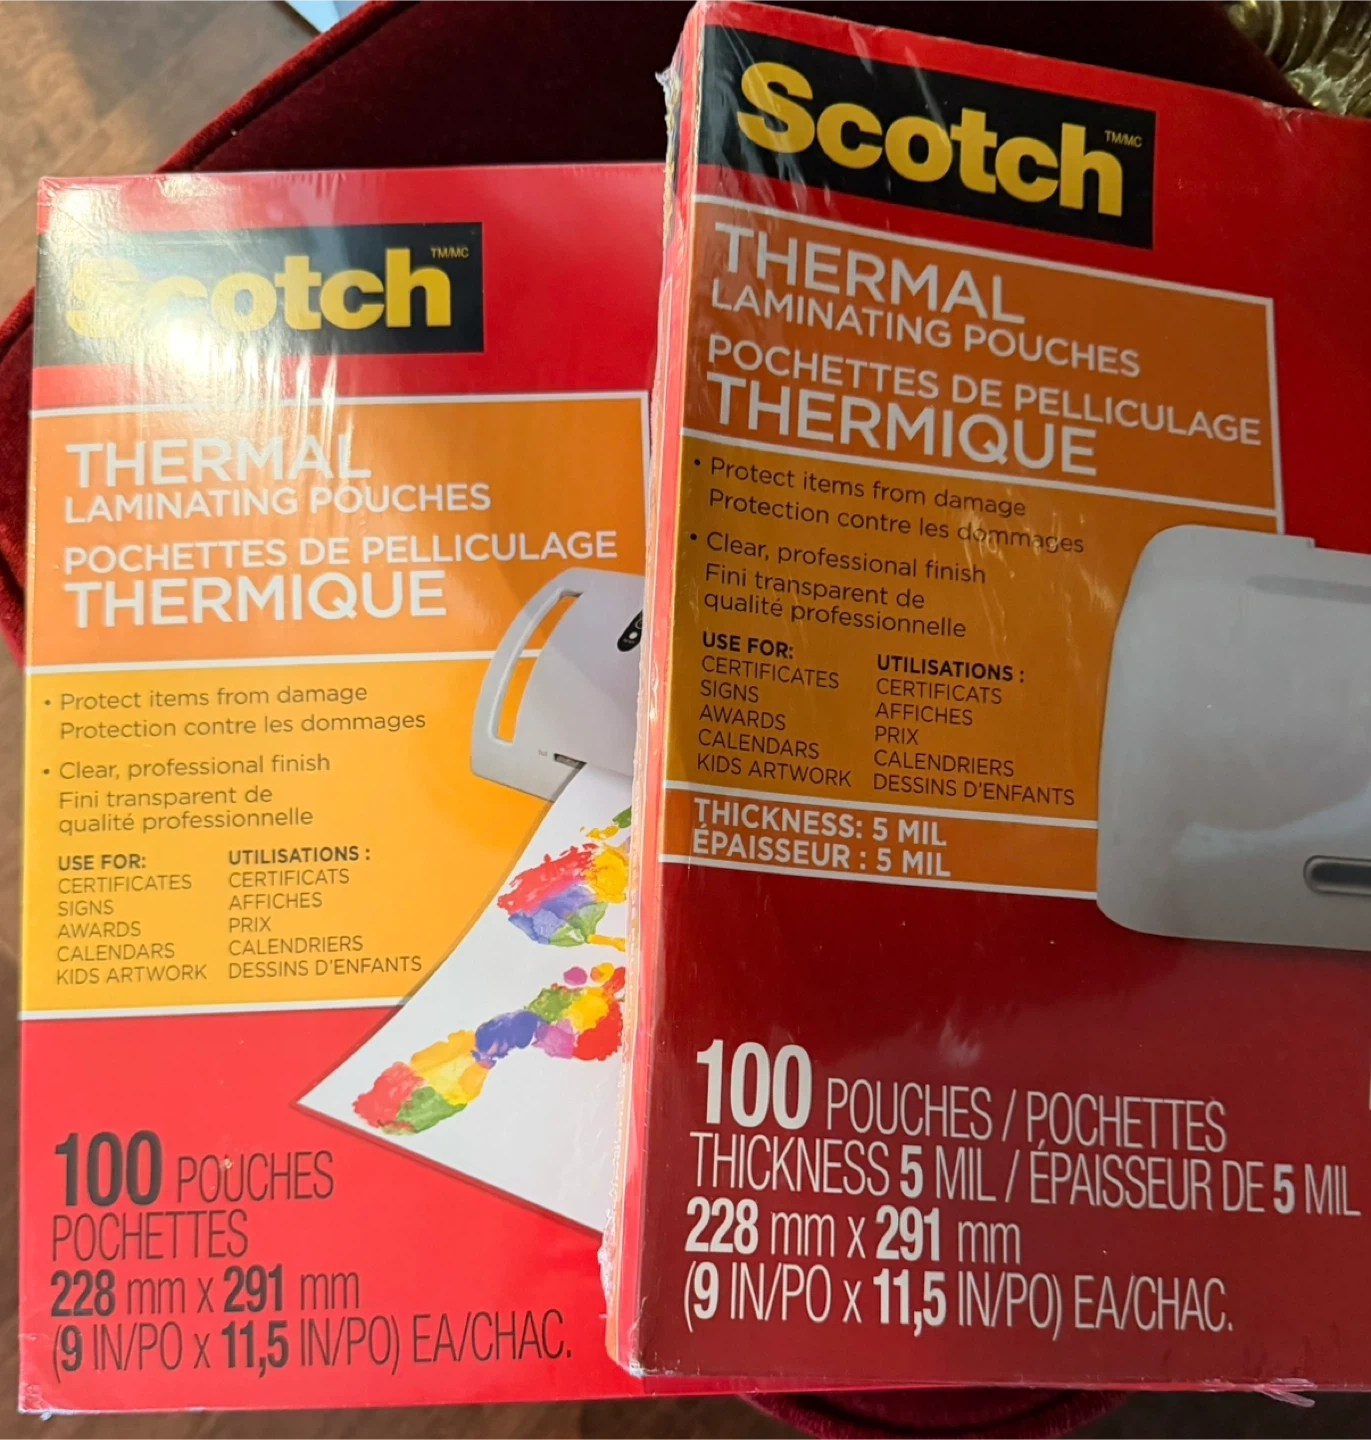 Scotch TM/MC
THERMAL
LAMINATING POUCHES
POCHETTES DE PELLICULAGE
THERMIQUE
• Protect items from damage
Protection contre les dommages
• Clear, professional finish
Fini transparent de
qualité professionnelle
USE FOR:
CERTIFICATES
SIGNS
AWARDS
CALENDARS
KIDS ARTWORK
UTILISATIONS :
CERTIFICATS
AFFICHES
PRIX
CALENDRIERS
DESSINS D'ENFANTS
100 POUCHES
POCHETTES
228 mm x 291 mm
(9 IN/PO x 11,5 IN/PO) EA/CHAC.
Scotch TM/MC
THERMAL
LAMINATING POUCHES
POCHETTES DE PELLICULAGE
THERMIQUE
• Protect items from damage
Protection contre les dommages
• Clear, professional finish
Fini transparent de
qualité professionnelle
USE FOR:
CERTIFICATES
SIGNS
AWARDS
CALENDARS
KIDS ARTWORK
UTILISATIONS :
CERTIFICATS
AFFICHES
PRIX
CALENDRIERS
DESSINS D'ENFANTS
THICKNESS: 5 MIL
ÉPAISSEUR : 5 MIL
100 POUCHES / POCHETTES
THICKNESS 5 MIL / ÉPAISSEUR DE 5 MIL
228 mm x 291 mm
(9 IN/PO x 11,5 IN/PO) EA/CHAC.